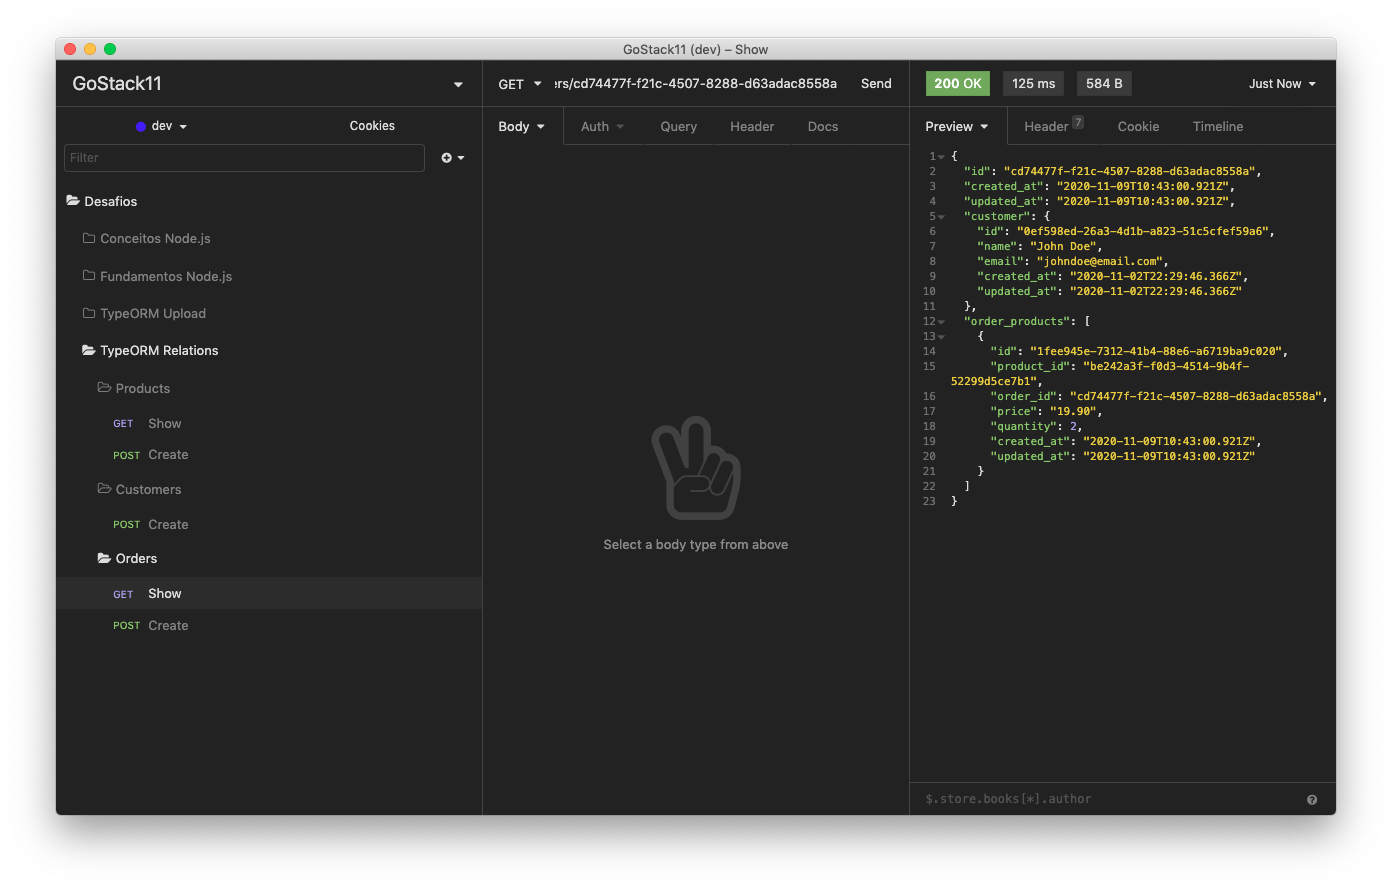 GoStack11 (dev) – Show
GoStack11
dev
Cookies
Filter
Desafios
Conceitos Node.js
Fundamentos Node.js
TypeORM Upload
TypeORM Relations
Products
GET Show
POST Create
Customers
POST Create
Orders
GET Show
POST Create
GET
ers/cd74477f-f21c-4507-8288-d63adac8558a
Send
Body
Auth
Query
Header
Docs
Select a body type from above
200 OK
125 ms
584 B
Just Now
Preview
Header 7
Cookie
Timeline
1 {
2 "id": "cd74477f-f21c-4507-8288-d63adac8558a",
3 "created_at": "2020-11-09T10:43:00.921Z",
4 "updated_at": "2020-11-09T10:43:00.921Z",
5 "customer": {
6 "id": "0ef598ed-26a3-4d1b-a823-51c5cfef59a6",
7 "name": "John Doe",
8 "email": "johndoe@email.com",
9 "created_at": "2020-11-02T22:29:46.366Z",
10 "updated_at": "2020-11-02T22:29:46.366Z"
11 },
12 "order_products": [
13 {
14 "id": "1fee945e-7312-41b4-88e6-a6719ba9c020",
15 "product_id": "be242a3f-f0d3-4514-9b4f-
52299d5ce7b1",
16 "order_id": "cd74477f-f21c-4507-8288-d63adac8558a",
17 "price": "19.90",
18 "quantity": 2,
19 "created_at": "2020-11-09T10:43:00.921Z",
20 "updated_at": "2020-11-09T10:43:00.921Z"
21 }
22 ]
23 }
$.store.books[*].author